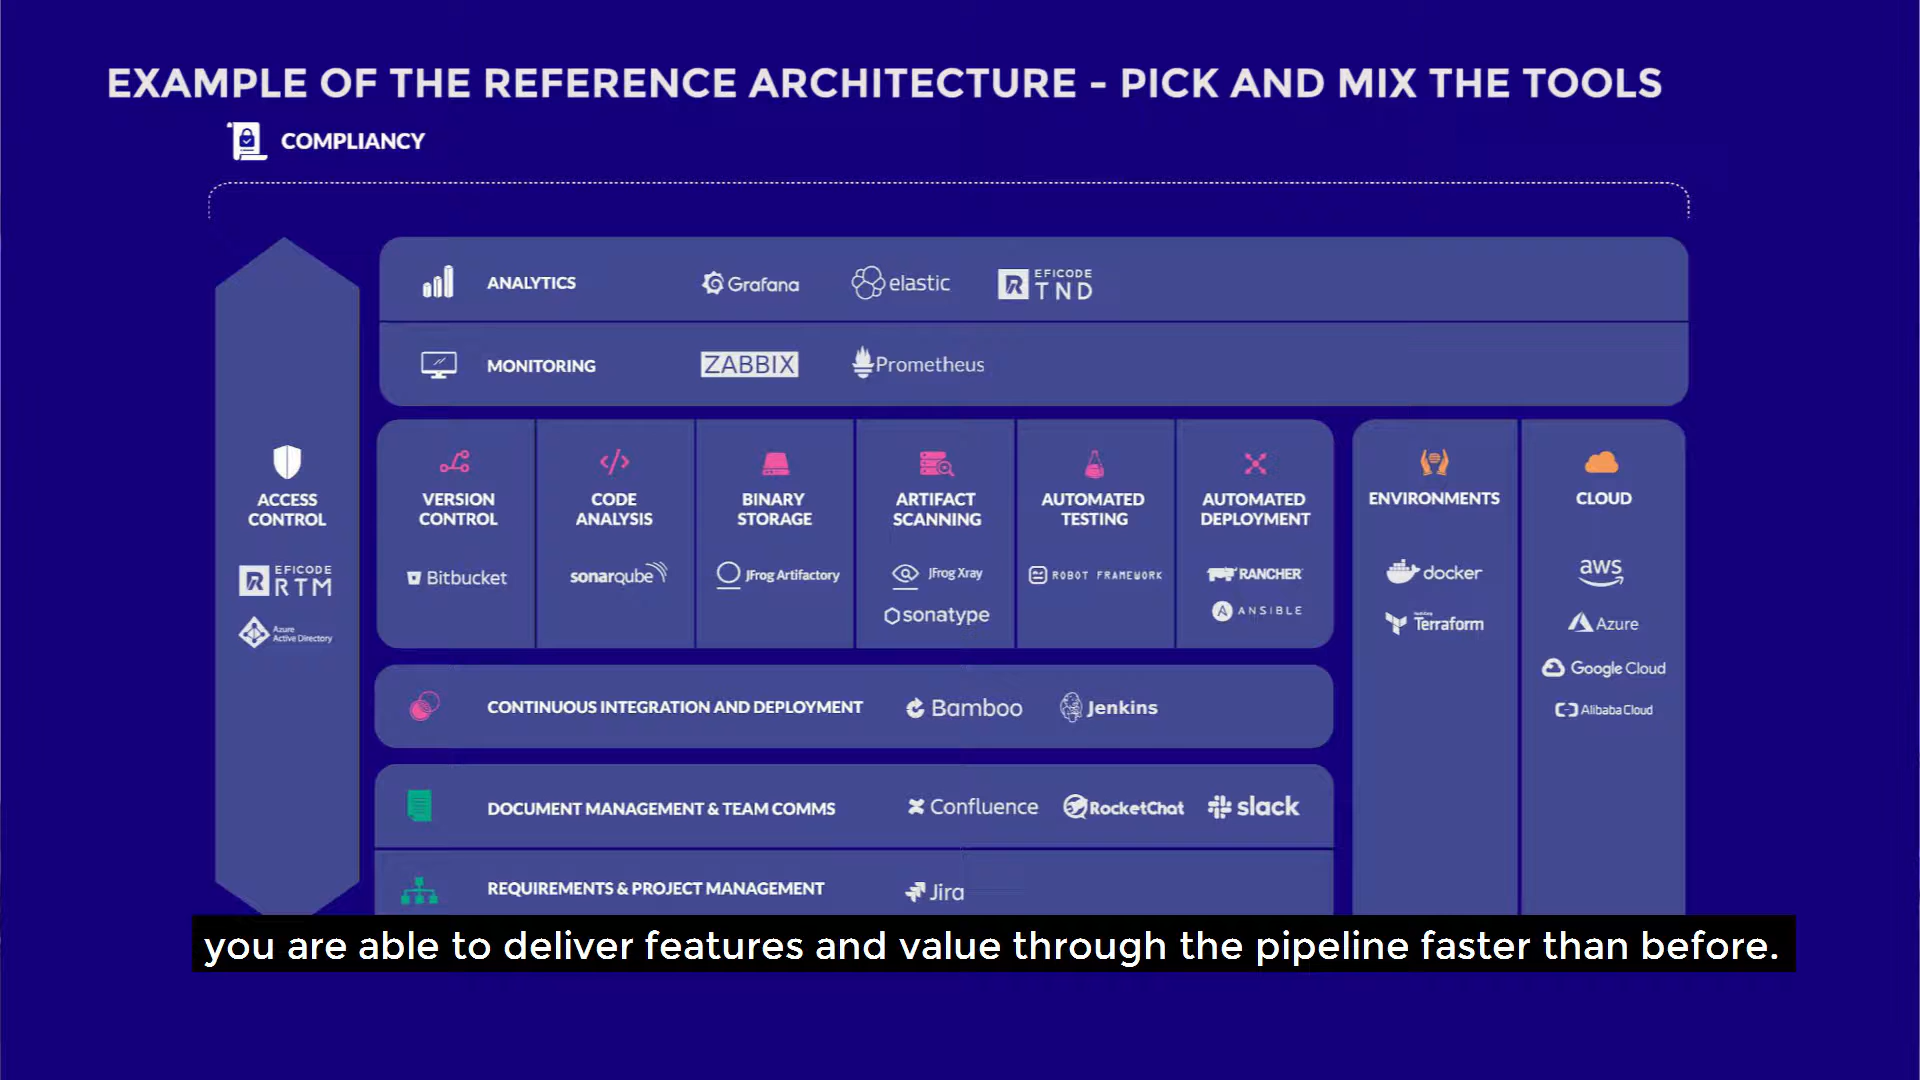 EXAMPLE OF THE REFERENCE ARCHITECTURE - PICK AND MIX THE TOOLS
COMPLIANCY
ANALYTICS
Grafana
elastic
EFICODE
TND
MONITORING
ZABBIX
Prometheus
ACCESS
CONTROL
EFICODE
RTM
Azure
Active Directory
VERSION
CONTROL
Bitbucket
CODE
ANALYSIS
sonarqube
BINARY
STORAGE
JFrog Artifactory
ARTIFACT
SCANNING
JFrog Xray
sonatype
AUTOMATED
TESTING
ROBOT FRAMEWORK
AUTOMATED
DEPLOYMENT
RANCHER
ANSIBLE
ENVIRONMENTS
docker
HashiCorp
Terraform
CLOUD
aws
Azure
Google Cloud
Alibaba Cloud
CONTINUOUS INTEGRATION AND DEPLOYMENT
Bamboo
Jenkins
DOCUMENT MANAGEMENT & TEAM COMMS
Confluence
RocketChat
slack
REQUIREMENTS & PROJECT MANAGEMENT
Jira
you are able to deliver features and value through the pipeline faster than before.